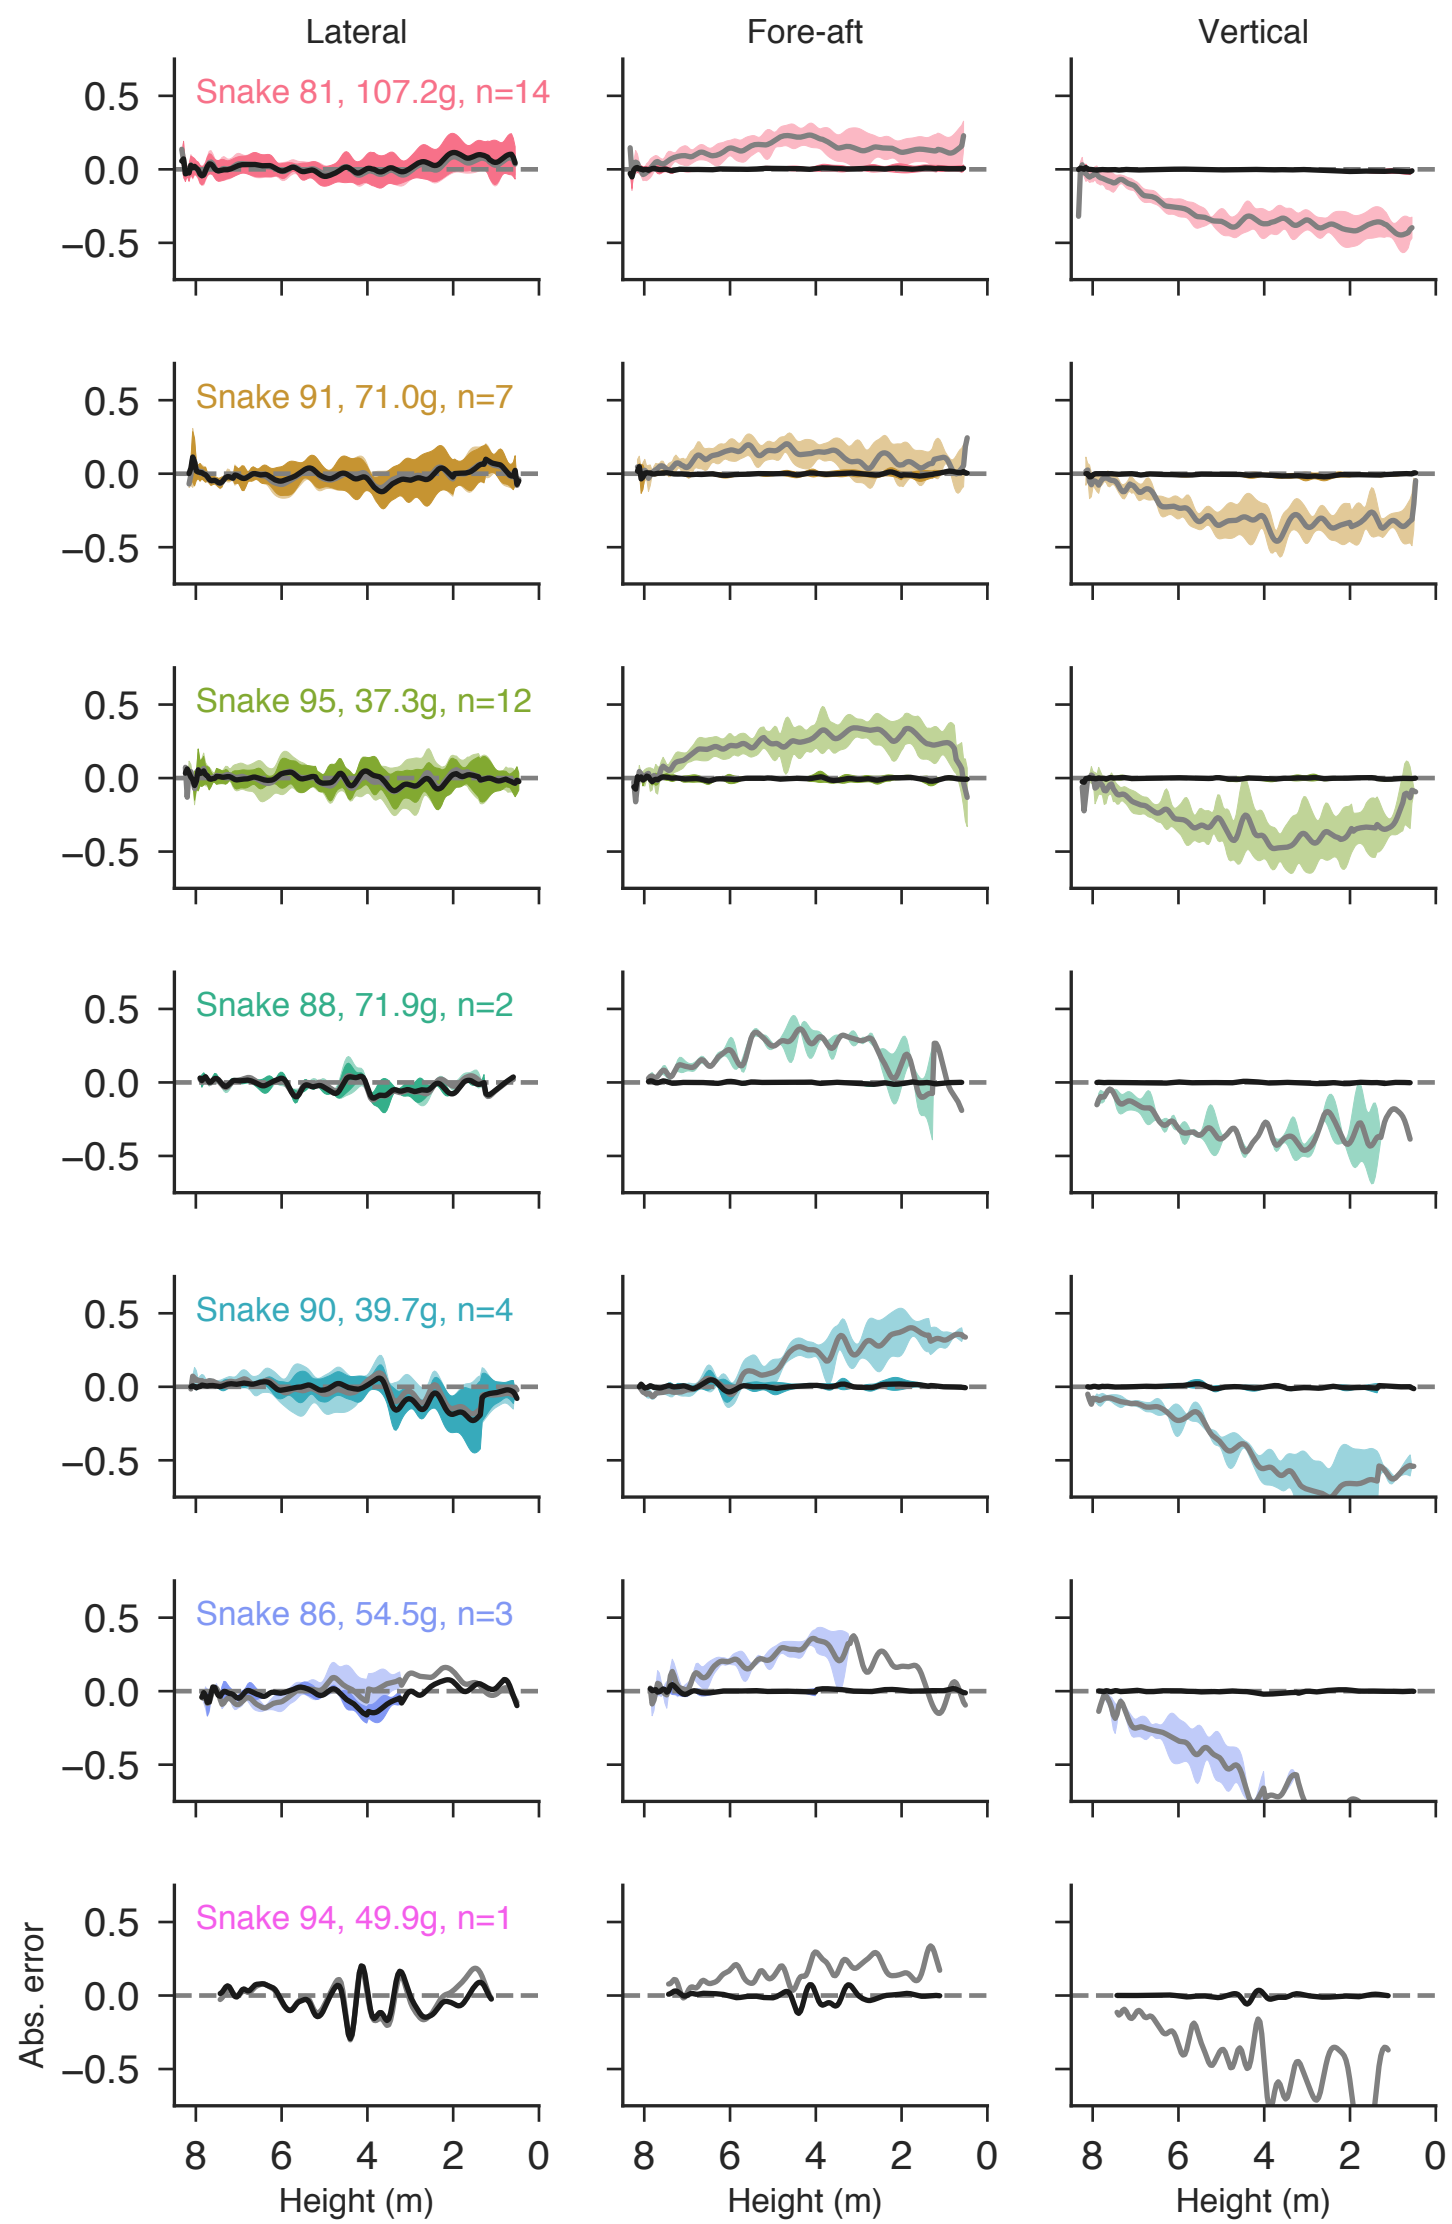 Lateral Fore-aft Vertical
Snake 81, 107.2g, n=14
0.5
0.0
−0.5
Snake 91, 71.0g, n=7
0.5
0.0
−0.5
Snake 95, 37.3g, n=12
0.5
0.0
−0.5
Snake 88, 71.9g, n=2
0.5
0.0
−0.5
Snake 90, 39.7g, n=4
0.5
0.0
−0.5
Snake 86, 54.5g, n=3
0.5
0.0
−0.5
Snake 94, 49.9g, n=1
0.5
0.0
−0.5
Abs. error
8 6 4 2 0 8 6 4 2 0 8 6 4 2 0
Height (m) Height (m) Height (m)